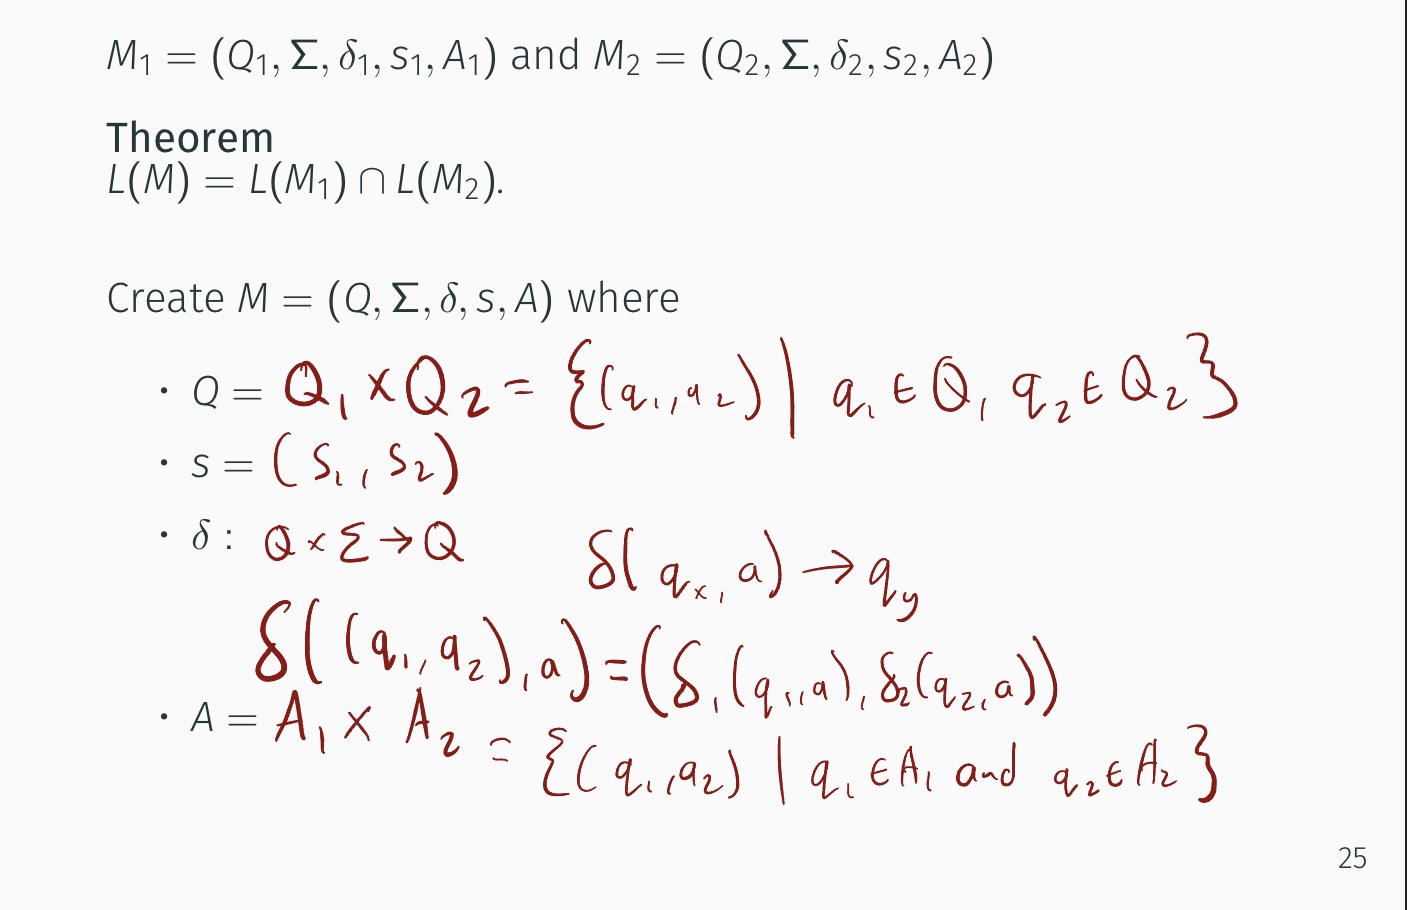 M₁ = (Q₁, Σ, δ₁, s₁, A₁) and M₂ = (Q₂, Σ, δ₂, s₂, A₂)
Theorem
L(M) = L(M₁) ∩ L(M₂).
Create M = (Q, Σ, δ, s, A) where
• Q = Q₁ × Q₂ = {(q₁, q₂) | q₁ ∈ Q₁ q₂ ∈ Q₂}
• s = (s₁, s₂)
• δ : Q × Σ → Q δ(qₓ, a) → q_y
δ((q₁, q₂), a) = (δ₁(q₁, a), δ₂(q₂, a))
• A = A₁ × A₂ = {(q₁, q₂) | q₁ ∈ A₁ and q₂ ∈ A₂}
25